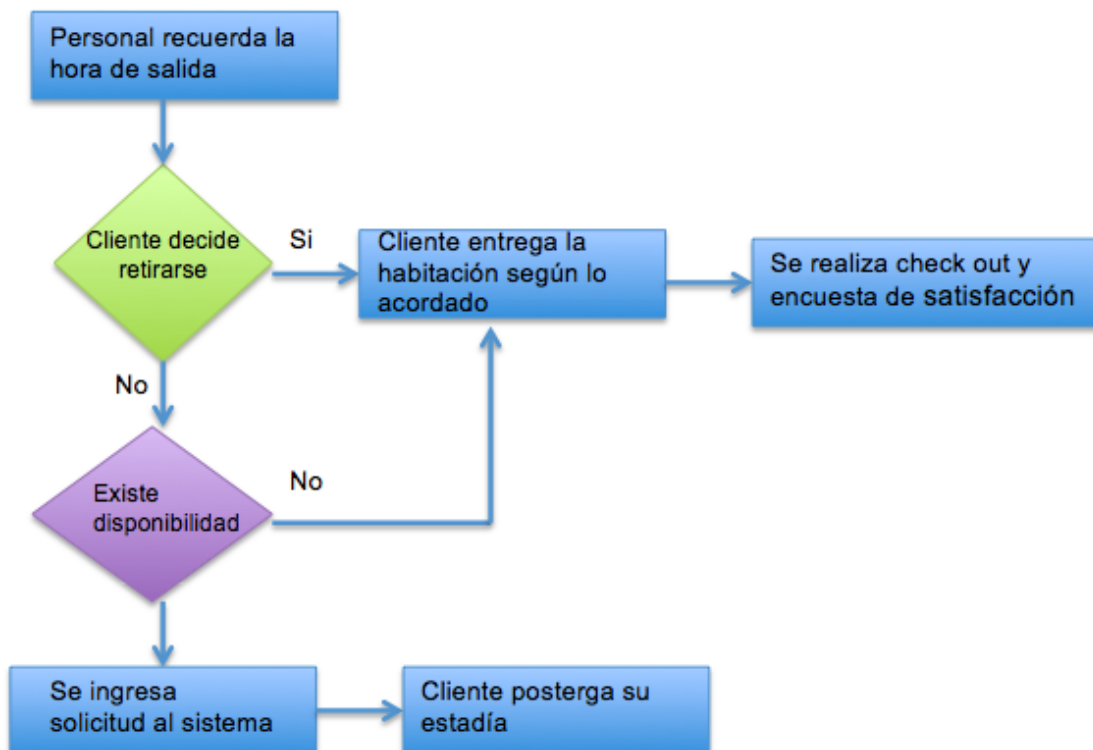 Personal recuerda la
hora de salida
Cliente decide
retirarse
Si
Cliente entrega la
habitación según lo
acordado
Se realiza check out y
encuesta de satisfacción
No
Existe
disponibilidad
No
Se ingresa
solicitud al sistema
Cliente posterga su
estadía